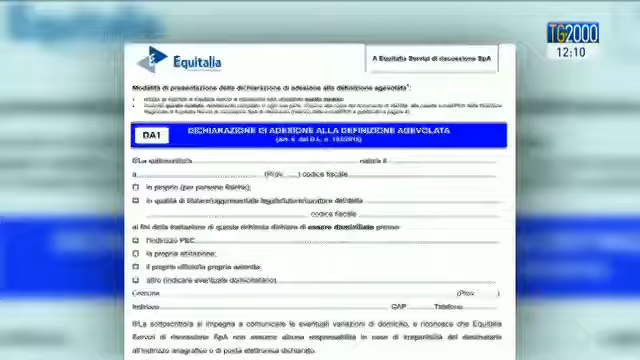 TG2000
12:10
Equitalia
A Equitalia Servizi di riscossione SpA
Modalità di presentazione della dichiarazione di adesione alla definizione agevolata¹:
DA1
DICHIARAZIONE DI ADESIONE ALLA DEFINIZIONE AGEVOLATA
(Art. 6 del D.L. n. 193/2016)
Il/La sottoscritto/a nato/a il
a (Prov. ) codice fiscale
in proprio (per persone fisiche);
in qualità di titolare/rappresentante legale/tutore/curatore del/della
codice fiscale
ai fini della trattazione di questa richiesta dichiara di essere domiciliato presso:
l'indirizzo PEC
la propria abitazione;
il proprio ufficio/la propria azienda;
altro (indicare eventuale domiciliatario)
Comune (Prov. )
Indirizzo CAP Telefono
Il/La sottoscritto/a si impegna a comunicare le eventuali variazioni di domicilio, e riconosce che Equitalia
Servizi di riscossione SpA non assume alcuna responsabilità in caso di irreperibilità del destinatario
all'indirizzo anagrafico o di posta elettronica dichiarato.